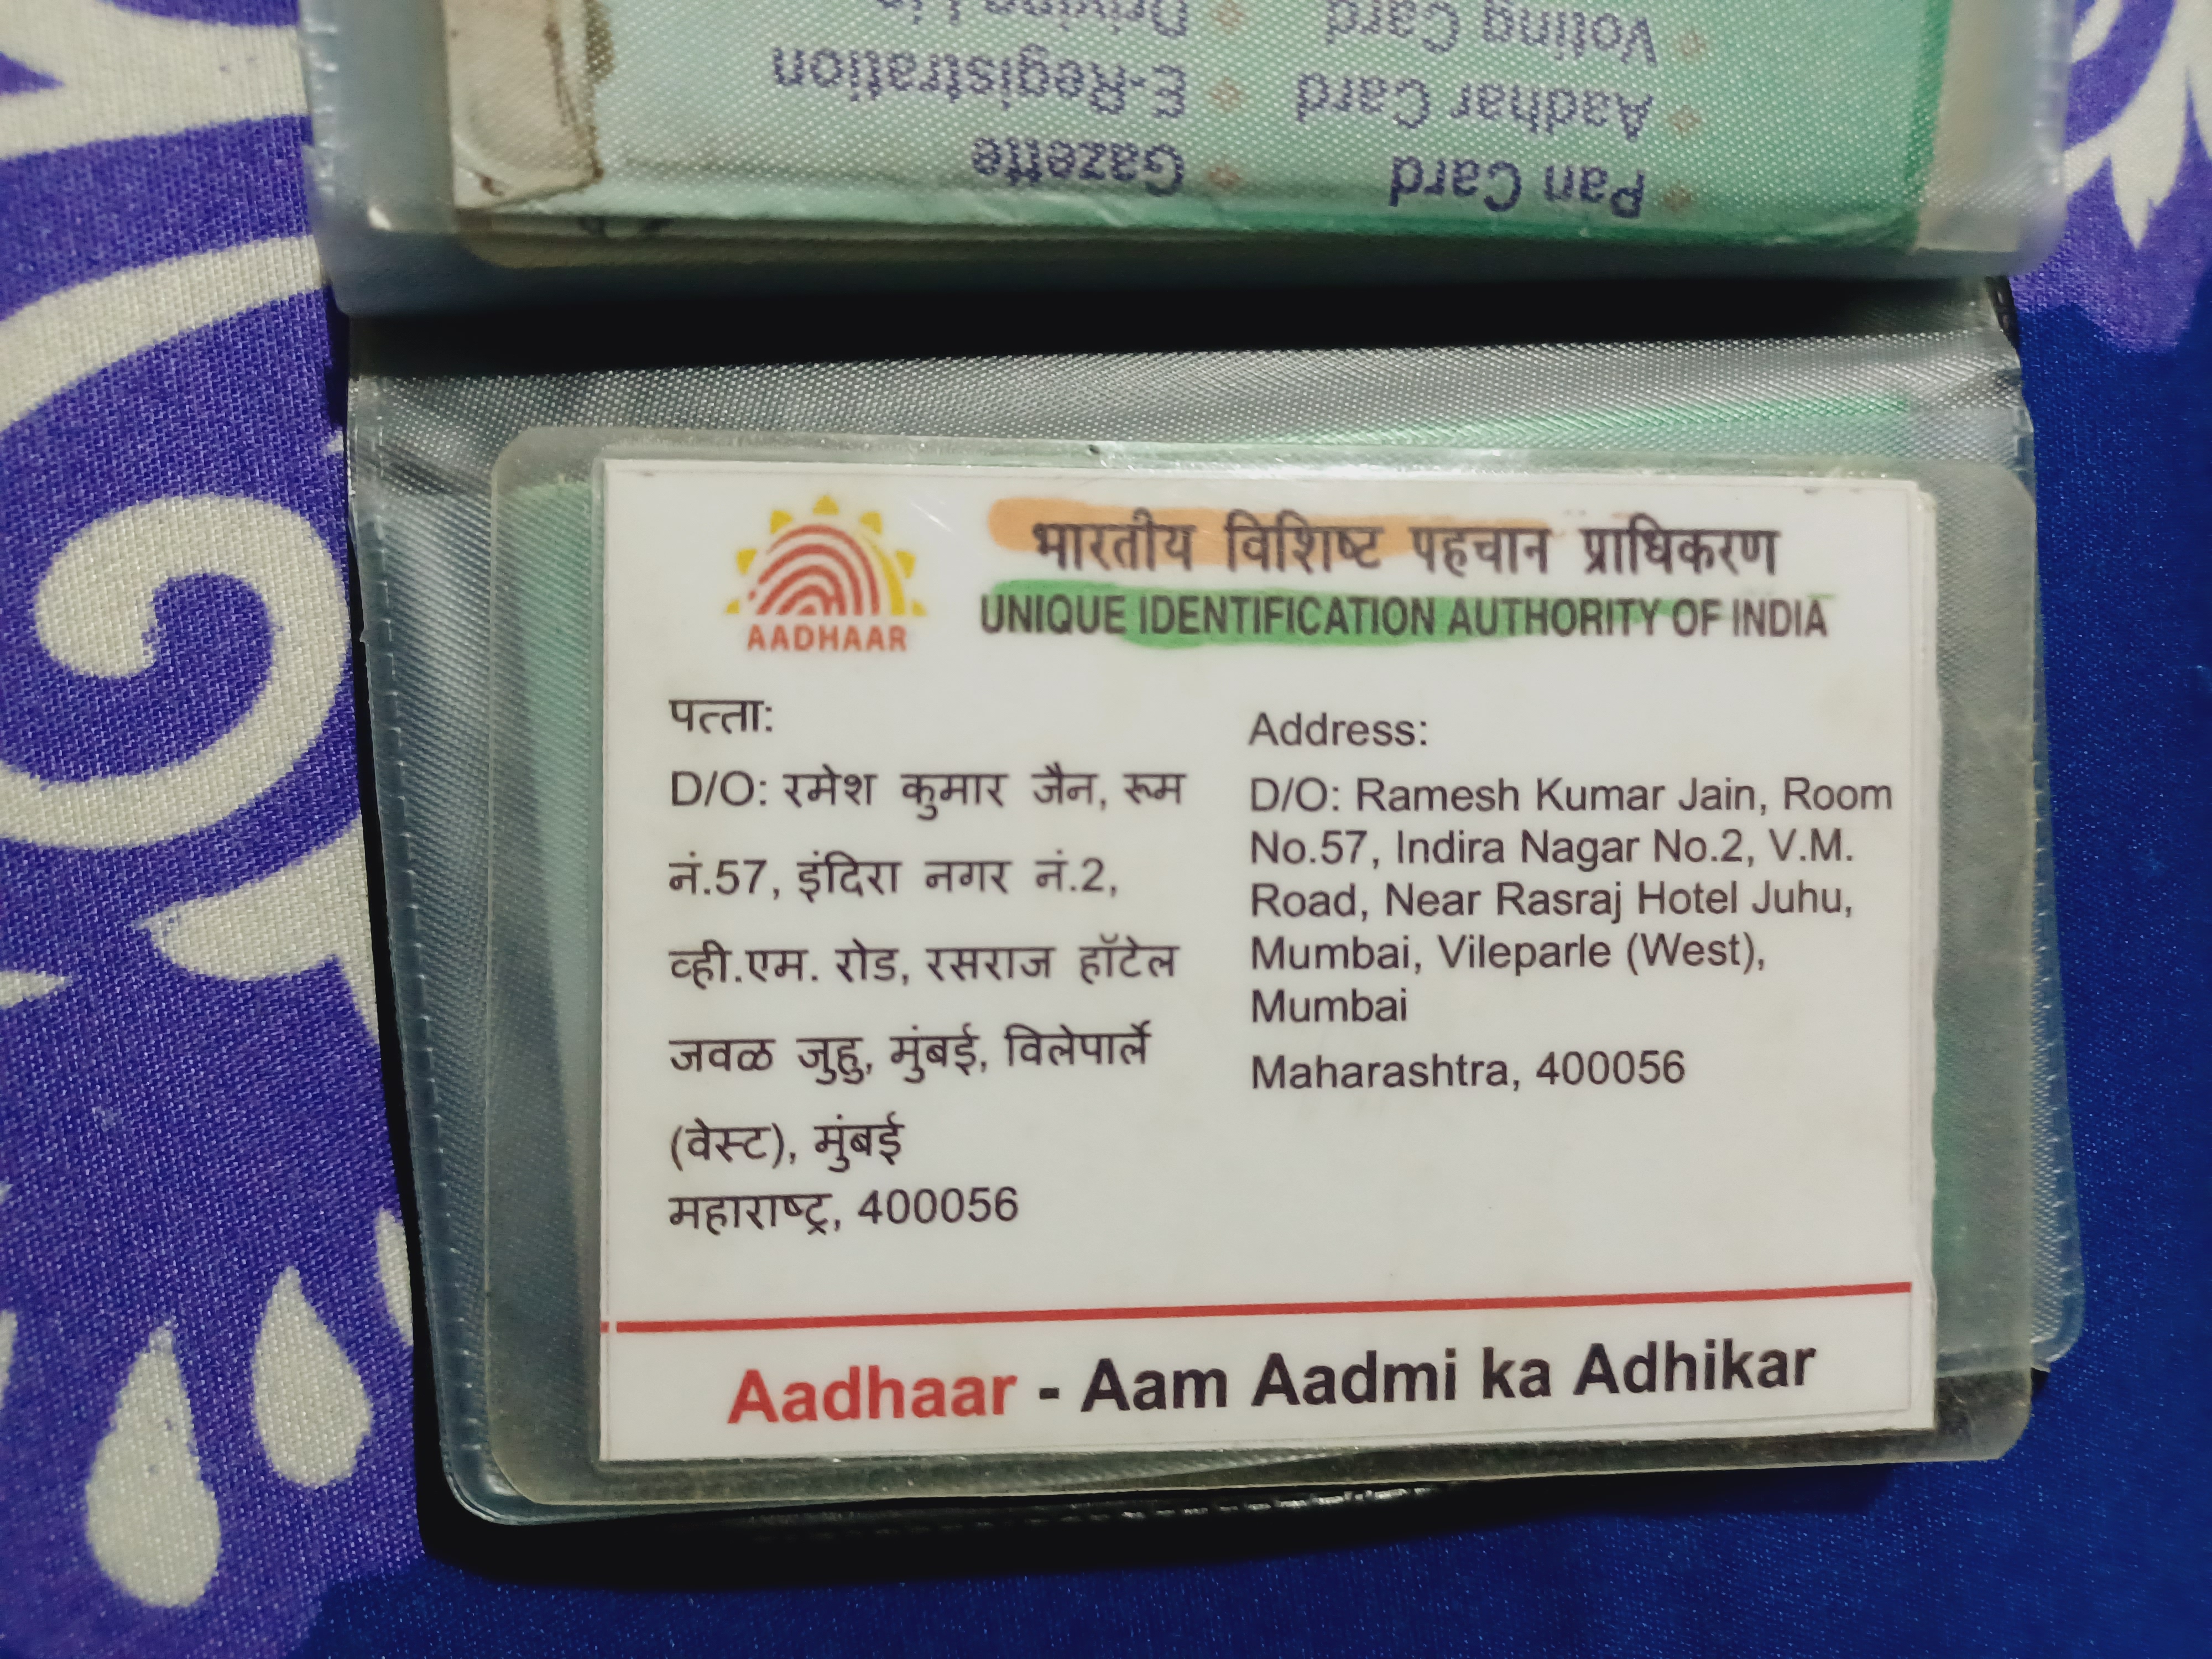 Voting Card
Aadhar Card
Pan Card
Driving
E-Registration
Gazette
AADHAAR
भारतीय विशिष्ट पहचान प्राधिकरण
UNIQUE IDENTIFICATION AUTHORITY OF INDIA
पत्ता:
D/O: रमेश कुमार जैन, रूम
नं.57, इंदिरा नगर नं.2,
व्ही.एम. रोड, रसराज हॉटेल
जवळ जुहु, मुंबई, विलेपार्ले
(वेस्ट), मुंबई
महाराष्ट्र, 400056
Address:
D/O: Ramesh Kumar Jain, Room
No.57, Indira Nagar No.2, V.M.
Road, Near Rasraj Hotel Juhu,
Mumbai, Vileparle (West),
Mumbai
Maharashtra, 400056
Aadhaar - Aam Aadmi ka Adhikar